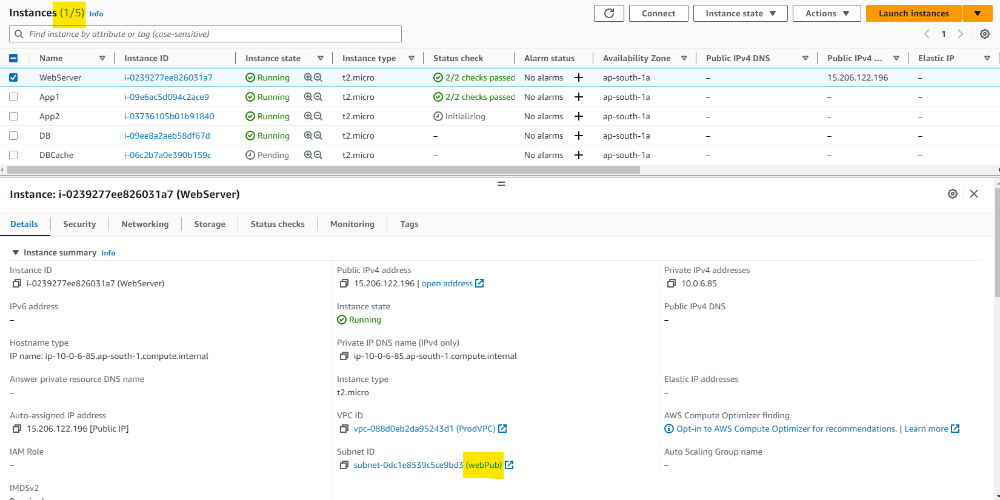 Instances (1/5) Info Connect Instance state Actions Launch instances
Find instance by attribute or tag (case-sensitive) 1
Name Instance ID Instance state Instance type Status check Alarm status Availability Zone Public IPv4 DNS Public IPv4 ... Elastic IP
WebServer i-0239277ee826031a7 Running t2.micro 2/2 checks passed No alarms + ap-south-1a – 15.206.122.196 –
App1 i-09e6ac5d094c2ace9 Running t2.micro 2/2 checks passed No alarms + ap-south-1a – – –
App2 i-03736105b01b91840 Running t2.micro Initializing No alarms + ap-south-1a – – –
DB i-09ee8a2aeb58df67d Running t2.micro – No alarms + ap-south-1a – – –
DBCache i-06c2b7a0e390b159c Pending t2.micro – No alarms + ap-south-1a – – –
Instance: i-0239277ee826031a7 (WebServer)
Details Security Networking Storage Status checks Monitoring Tags
Instance summary Info
Instance ID Public IPv4 address Private IPv4 addresses
i-0239277ee826031a7 (WebServer) 15.206.122.196 | open address 10.0.6.85
IPv6 address Instance state Public IPv4 DNS
– Running –
Hostname type Private IP DNS name (IPv4 only)
IP name: ip-10-0-6-85.ap-south-1.compute.internal ip-10-0-6-85.ap-south-1.compute.internal
Answer private resource DNS name Instance type Elastic IP addresses
– t2.micro –
Auto-assigned IP address VPC ID AWS Compute Optimizer finding
15.206.122.196 [Public IP] vpc-088d0eb2da95243d1 (ProdVPC) Opt-in to AWS Compute Optimizer for recommendations. | Learn more
IAM Role Subnet ID Auto Scaling Group name
– subnet-0dc1e8539c5ce9bd3 (webPub) –
IMDSv2